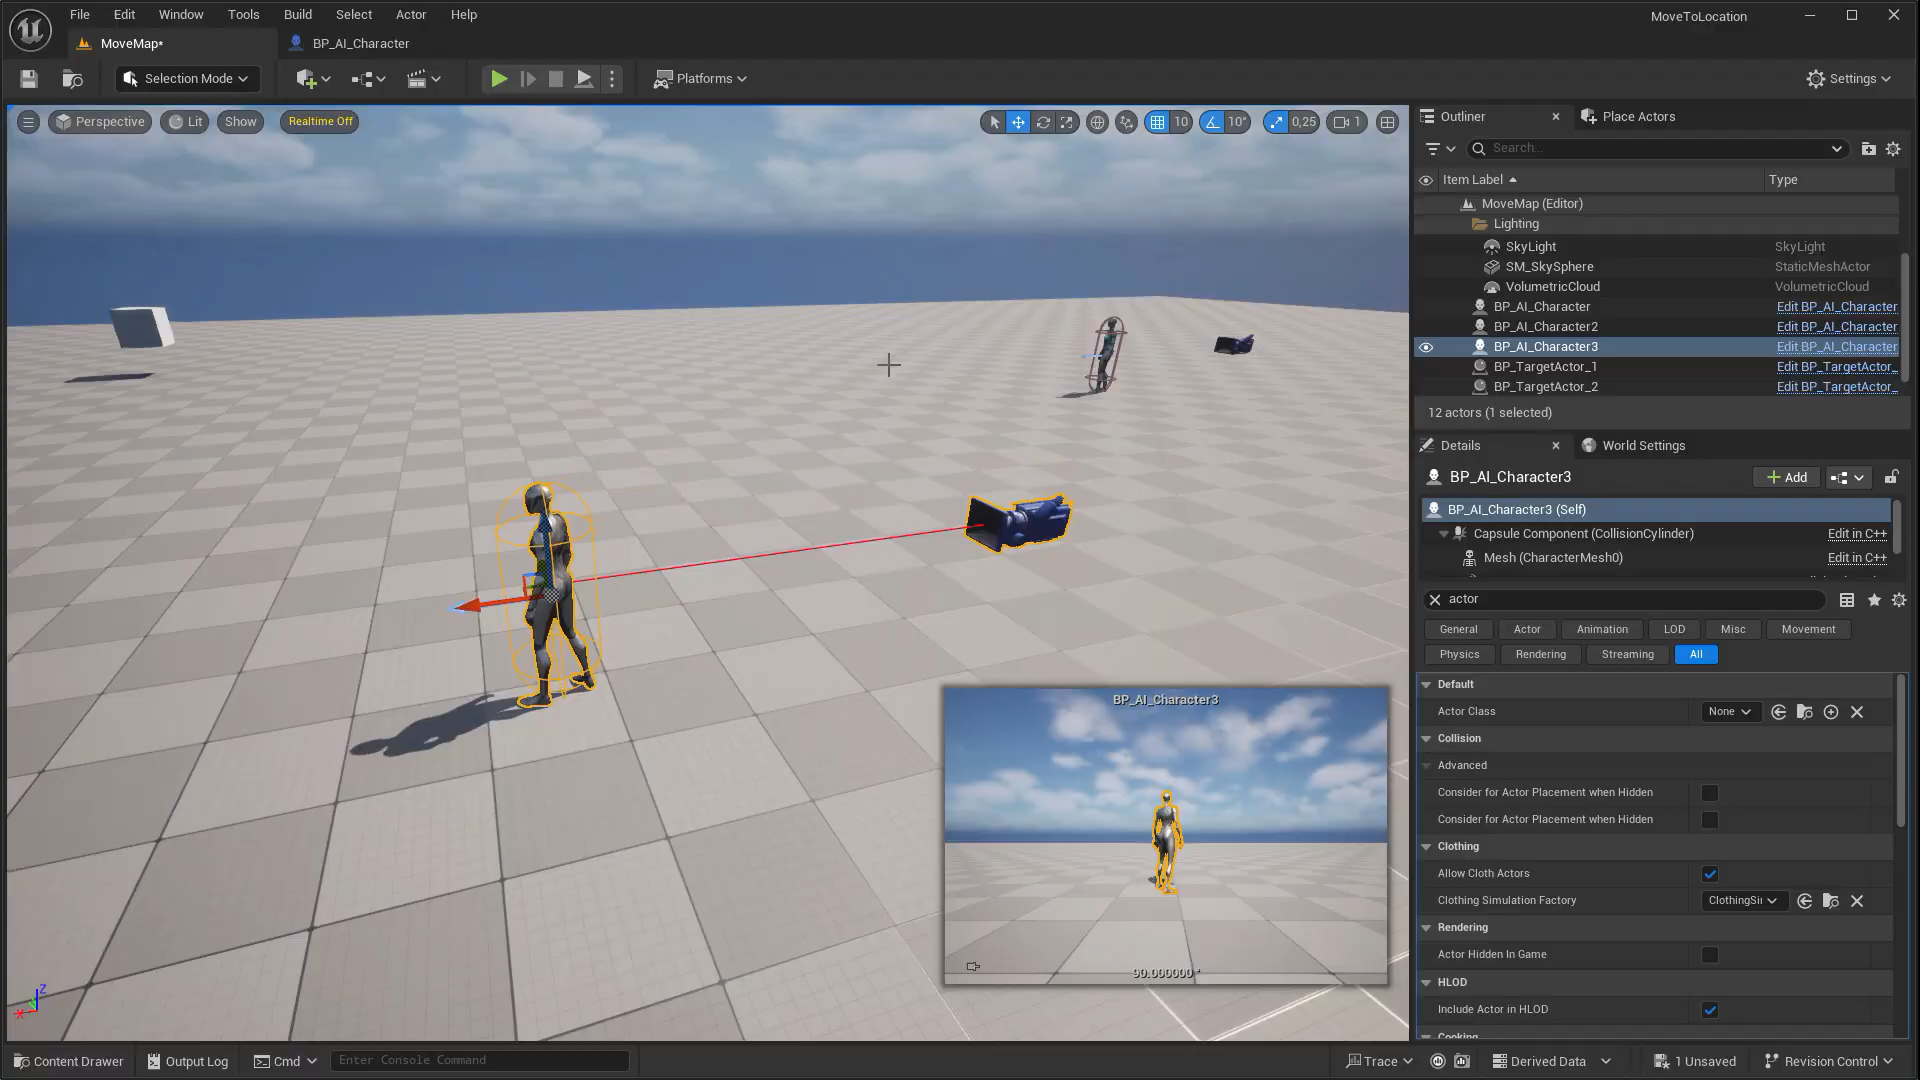 File Edit Window Tools Build Select Actor Help
MoveToLocation
MoveMap*
BP_AI_Character
Selection Mode
Platforms
Settings
Perspective
Lit
Show
Realtime Off
10
10°
0,25
1
Outliner
Place Actors
Search...
Item Label
Type
MoveMap (Editor)
Lighting
SkyLight SkyLight
SM_SkySphere StaticMeshActor
VolumetricCloud VolumetricCloud
BP_AI_Character Edit BP_AI_Character
BP_AI_Character2 Edit BP_AI_Character
BP_AI_Character3 Edit BP_AI_Character
BP_TargetActor_1 Edit BP_TargetActor_
BP_TargetActor_2 Edit BP_TargetActor_
12 actors (1 selected)
Details
World Settings
BP_AI_Character3
Add
BP_AI_Character3 (Self)
Capsule Component (CollisionCylinder) Edit in C++
Mesh (CharacterMesh0) Edit in C++
actor
General Actor Animation LOD Misc Movement
Physics Rendering Streaming All
Default
Actor Class None
Collision
Advanced
Consider for Actor Placement when Hidden
Consider for Actor Placement when Hidden
Clothing
Allow Cloth Actors
Clothing Simulation Factory ClothingSi
Rendering
Actor Hidden In Game
HLOD
Include Actor in HLOD
Cooking
BP_AI_Character3
90.000000 °
Z
X
Content Drawer
Output Log
Cmd
Enter Console Command
Trace
Derived Data
1 Unsaved
Revision Control